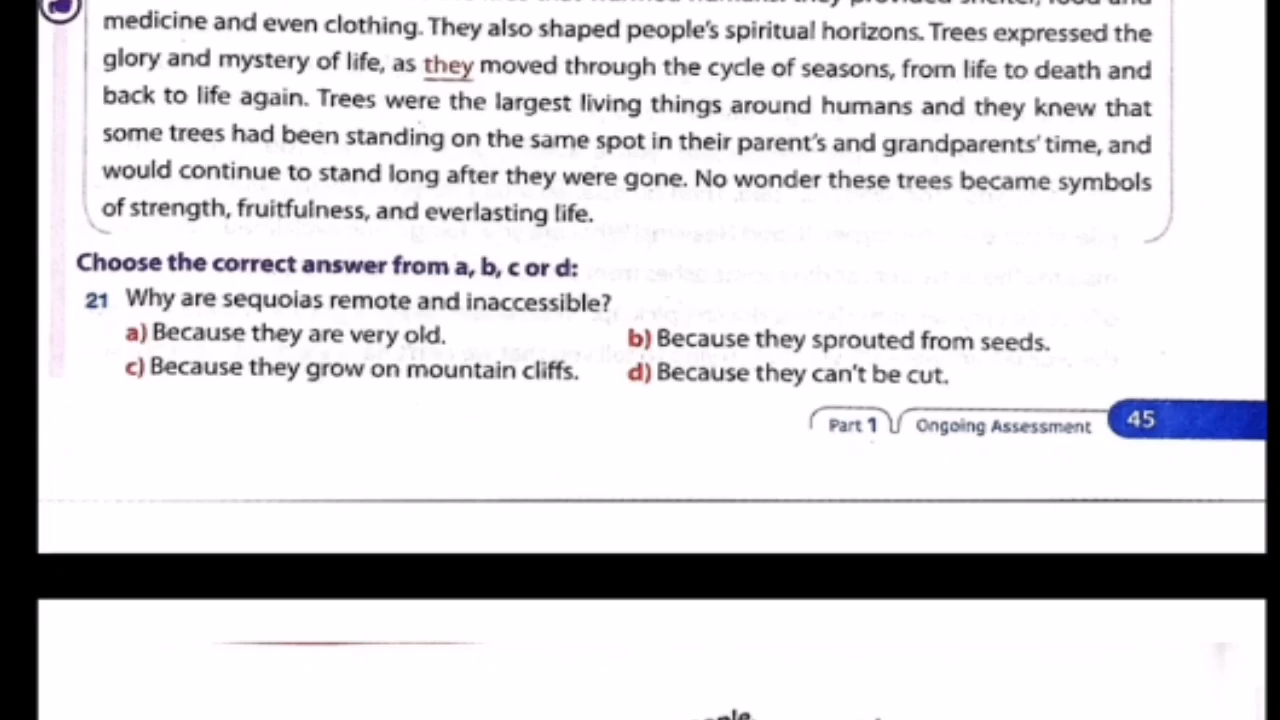 medicine and even clothing. They also shaped people's spiritual horizons. Trees expressed the
glory and mystery of life, as they moved through the cycle of seasons, from life to death and
back to life again. Trees were the largest living things around humans and they knew that
some trees had been standing on the same spot in their parent's and grandparents' time, and
would continue to stand long after they were gone. No wonder these trees became symbols
of strength, fruitfulness, and everlasting life.
Choose the correct answer from a, b, c or d:
21 Why are sequoias remote and inaccessible?
a) Because they are very old. b) Because they sprouted from seeds.
c) Because they grow on mountain cliffs. d) Because they can't be cut.
Part 1 Ongoing Assessment 45